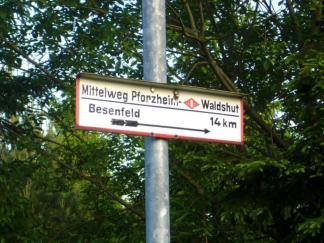 Mittelweg Pforzheim - Waldshut
Besenfeld 14 km